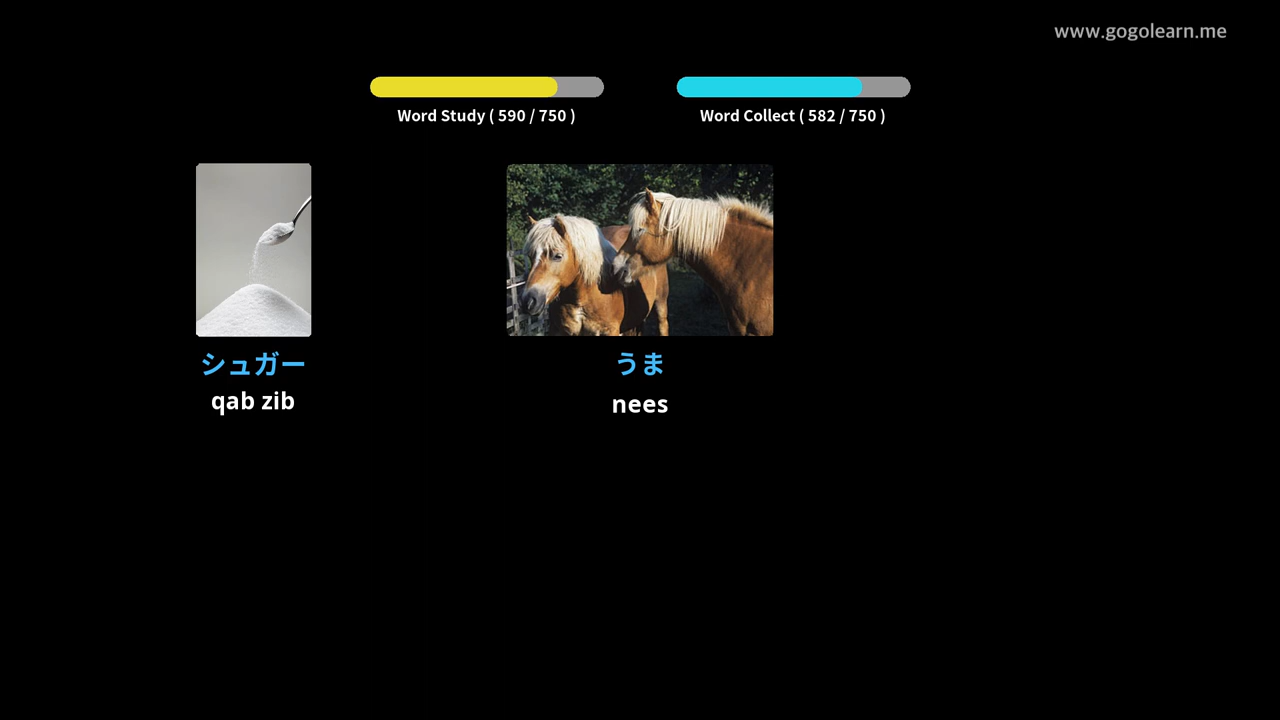 www.gogolearn.me
Word Study ( 590 / 750 )
Word Collect ( 582 / 750 )
シュガー
qab zib
うま
nees